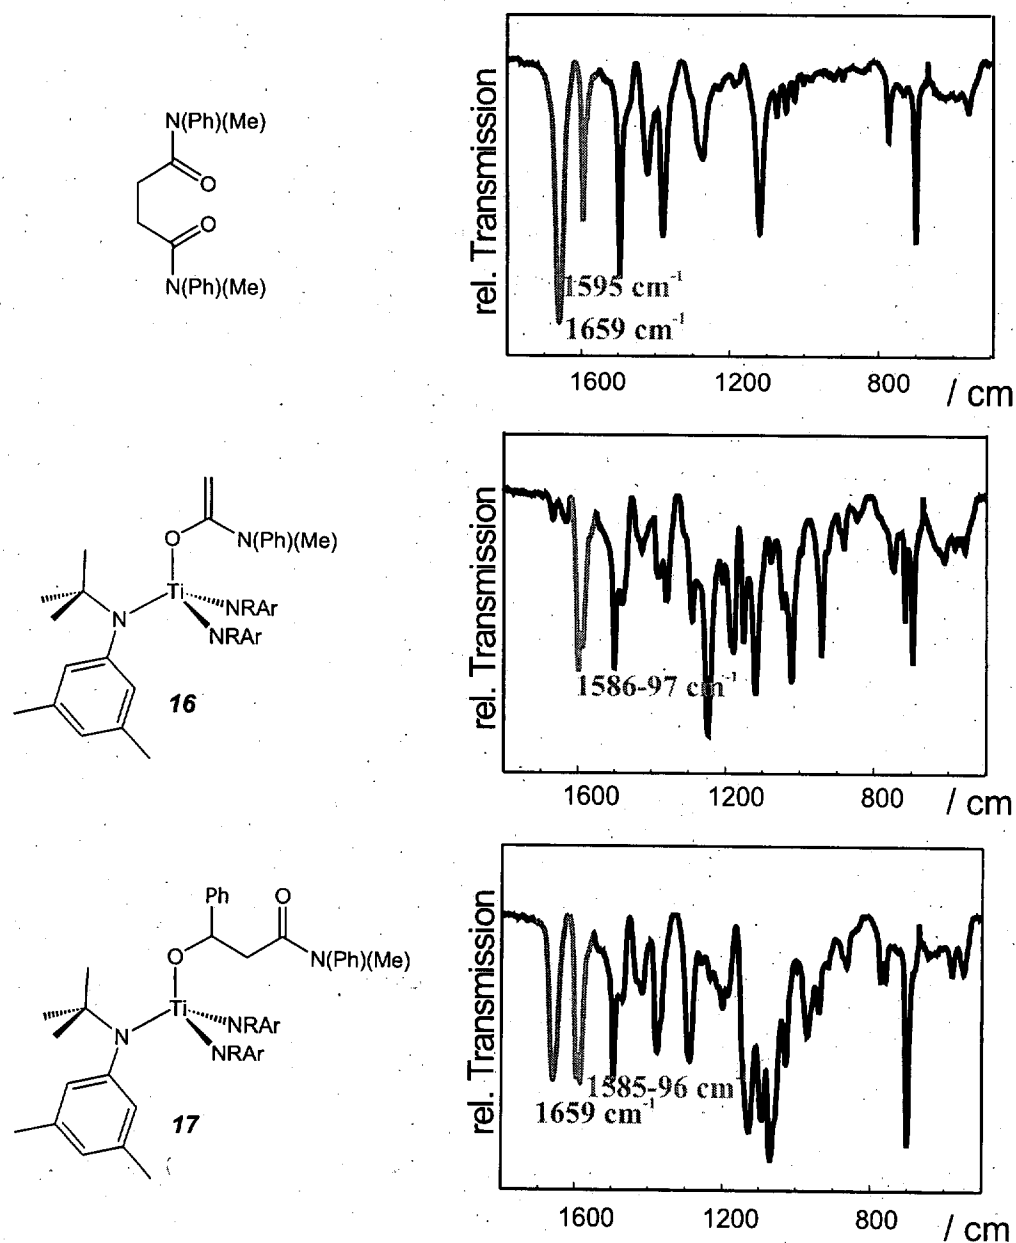 N(Ph)(Me)
O
O
N(Ph)(Me)
rel. Transmission
1595 cm⁻¹
1659 cm⁻¹
1600 1200 800 / cm
O
N(Ph)(Me)
Ti
N
NRAr
NRAr
16
rel. Transmission
1586-97 cm⁻¹
1600 1200 800 / cm
Ph
O
O
N(Ph)(Me)
Ti
N
NRAr
NRAr
17
rel. Transmission
1585-96 cm⁻¹
1659 cm⁻¹
1600 1200 800 / cm